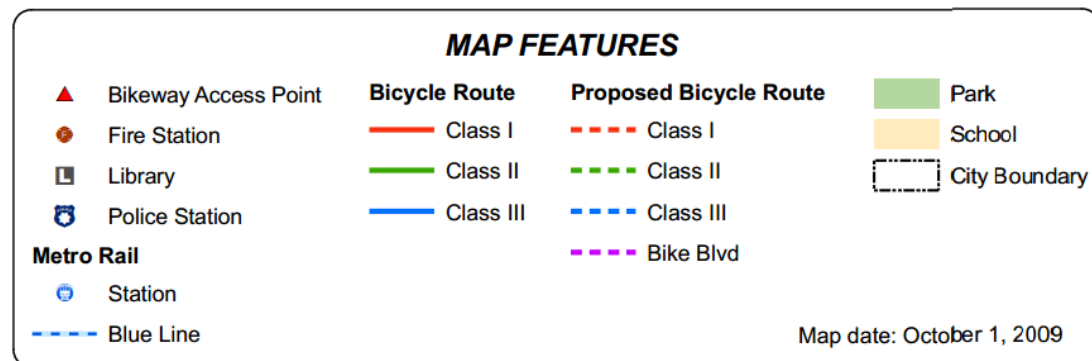 MAP FEATURES
Bikeway Access Point
F Fire Station
L Library
Police Station
Metro Rail
Station
Blue Line
Bicycle Route
Class I
Class II
Class III
Proposed Bicycle Route
Class I
Class II
Class III
Bike Blvd
Park
School
City Boundary
Map date: October 1, 2009